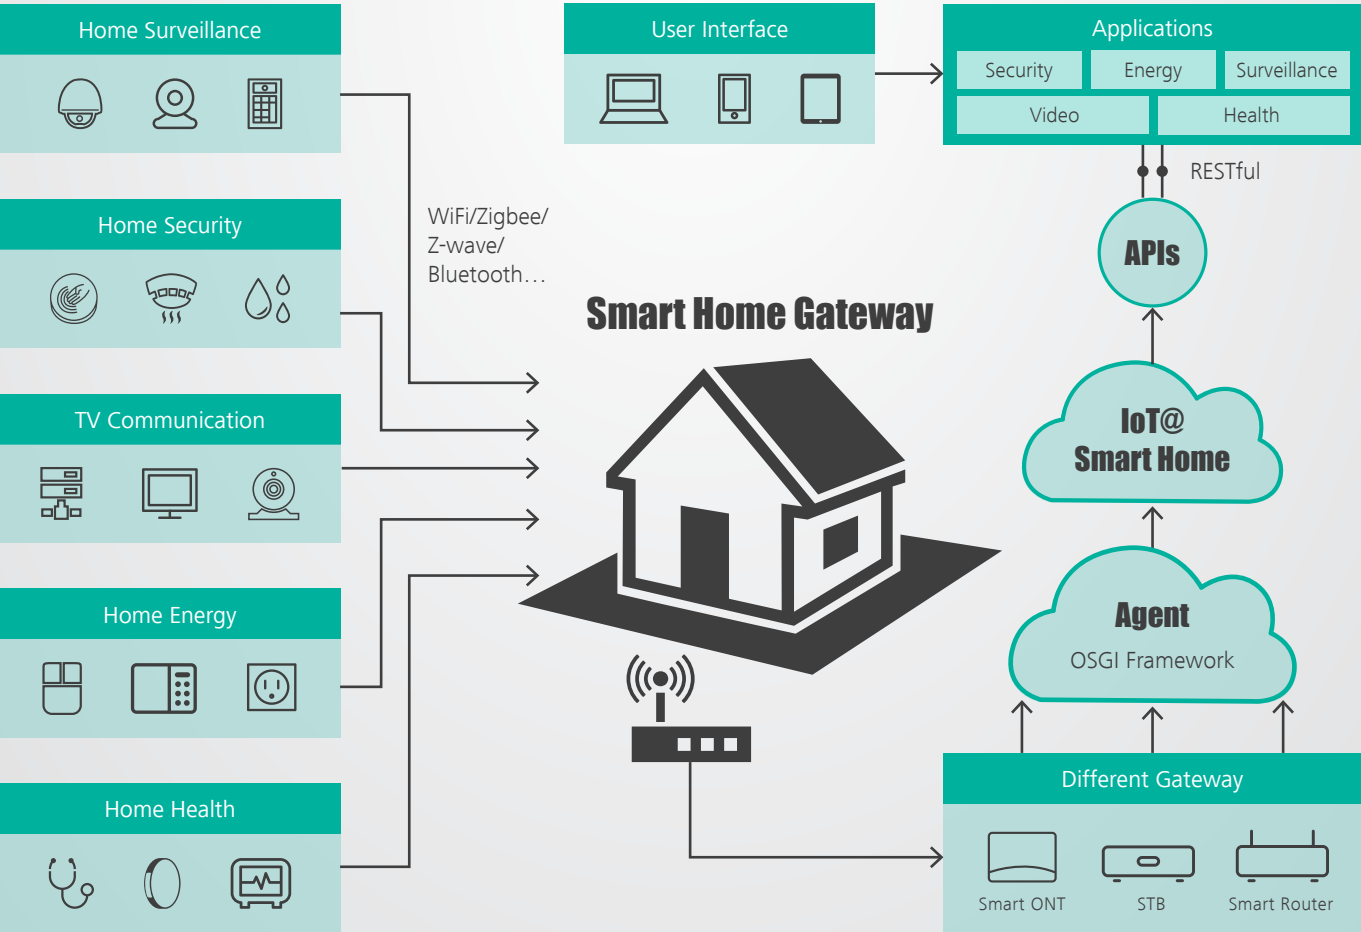 Home Surveillance
Home Security
TV Communication
Home Energy
Home Health
WiFi/Zigbee/
Z-wave/
Bluetooth...
User Interface
Smart Home Gateway
Applications
Security
Energy
Surveillance
Video
Health
RESTful
APIs
IoT@
Smart Home
Agent
OSGI Framework
Different Gateway
Smart ONT
STB
Smart Router